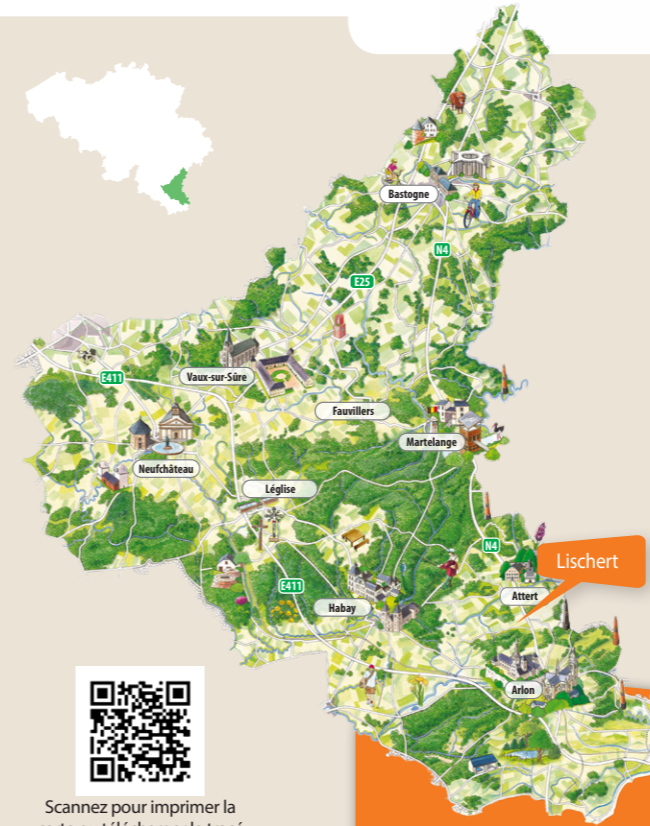 Bastogne
N4
E25
E411
Vaux-sur-Sûre
Fauvillers
Martelange
Neufchâteau
Léglise
N4
Lischert
E411
Attert
Habay
Arlon
Scannez pour imprimer la